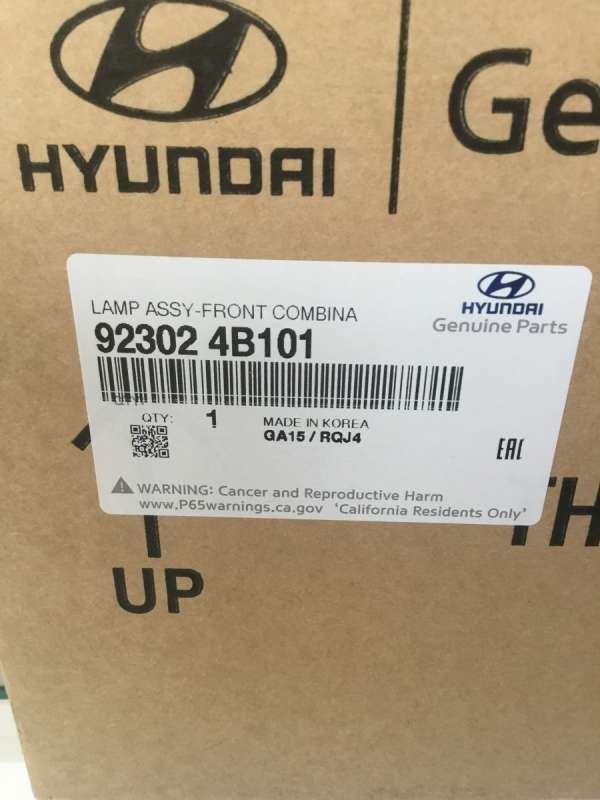 HYUNDAI
Ge
LAMP ASSY-FRONT COMBINA
92302 4B101
HYUNDAI
Genuine Parts
QTY:
QTY: 1
MADE IN KOREA
GA15 / RQJ4
EAC
WARNING: Cancer and Reproductive Harm
www.P65warnings.ca.gov 'California Residents Only'
UP
TH